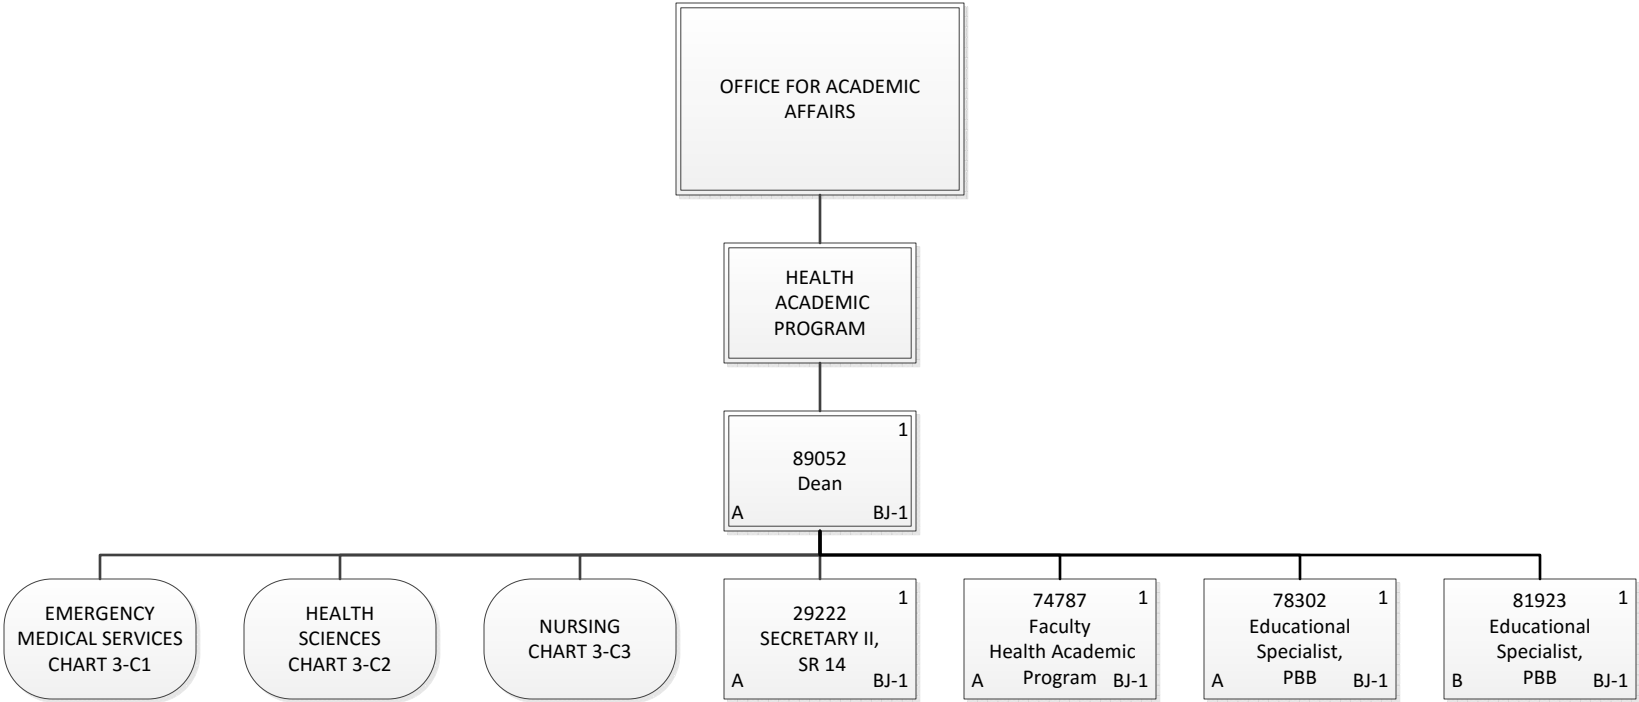 OFFICE FOR ACADEMIC
AFFAIRS
HEALTH
ACADEMIC
PROGRAM
1
89052
Dean
A BJ-1
EMERGENCY
MEDICAL SERVICES
CHART 3-C1
HEALTH
SCIENCES
CHART 3-C2
NURSING
CHART 3-C3
1
29222
SECRETARY II,
SR 14
A BJ-1
74787 1
Faculty
Health Academic
A Program BJ-1
78302 1
Educational
Specialist,
A PBB BJ-1
81923 1
Educational
Specialist,
B PBB BJ-1